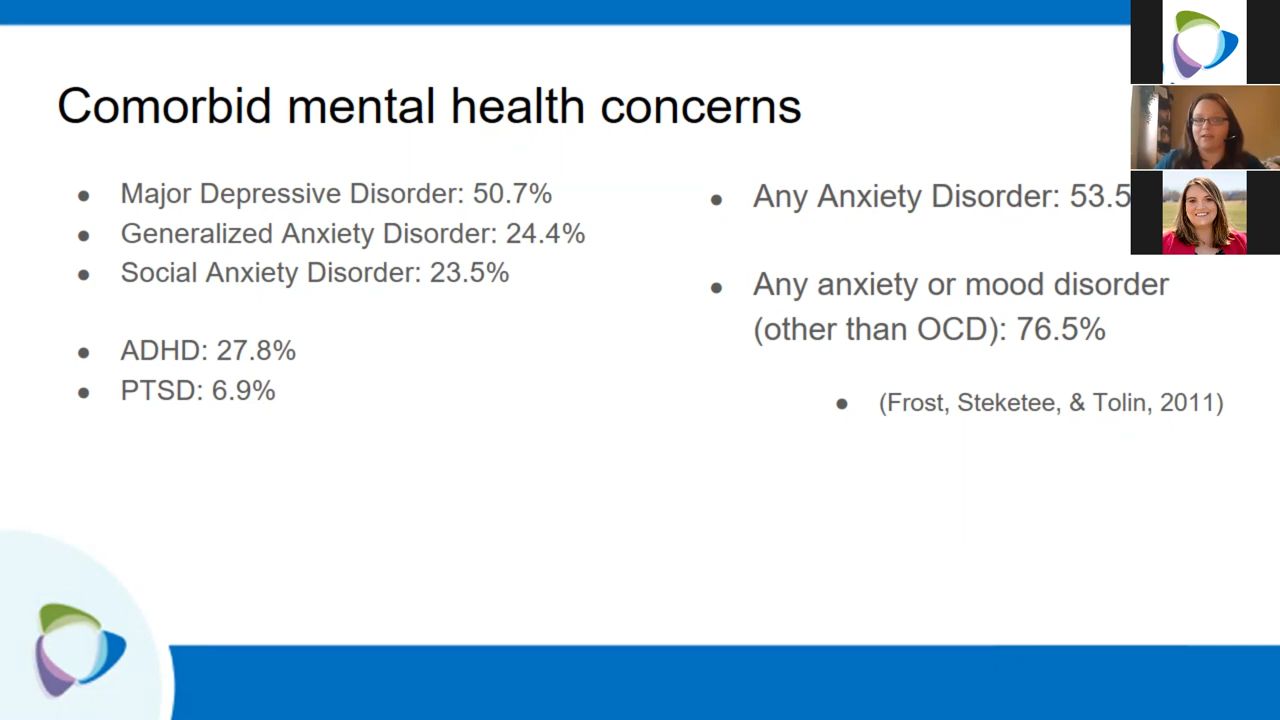 Comorbid mental health concerns
● Major Depressive Disorder: 50.7%
● Generalized Anxiety Disorder: 24.4%
● Social Anxiety Disorder: 23.5%
● ADHD: 27.8%
● PTSD: 6.9%
● Any Anxiety Disorder: 53.5
● Any anxiety or mood disorder
(other than OCD): 76.5%
● (Frost, Steketee, & Tolin, 2011)